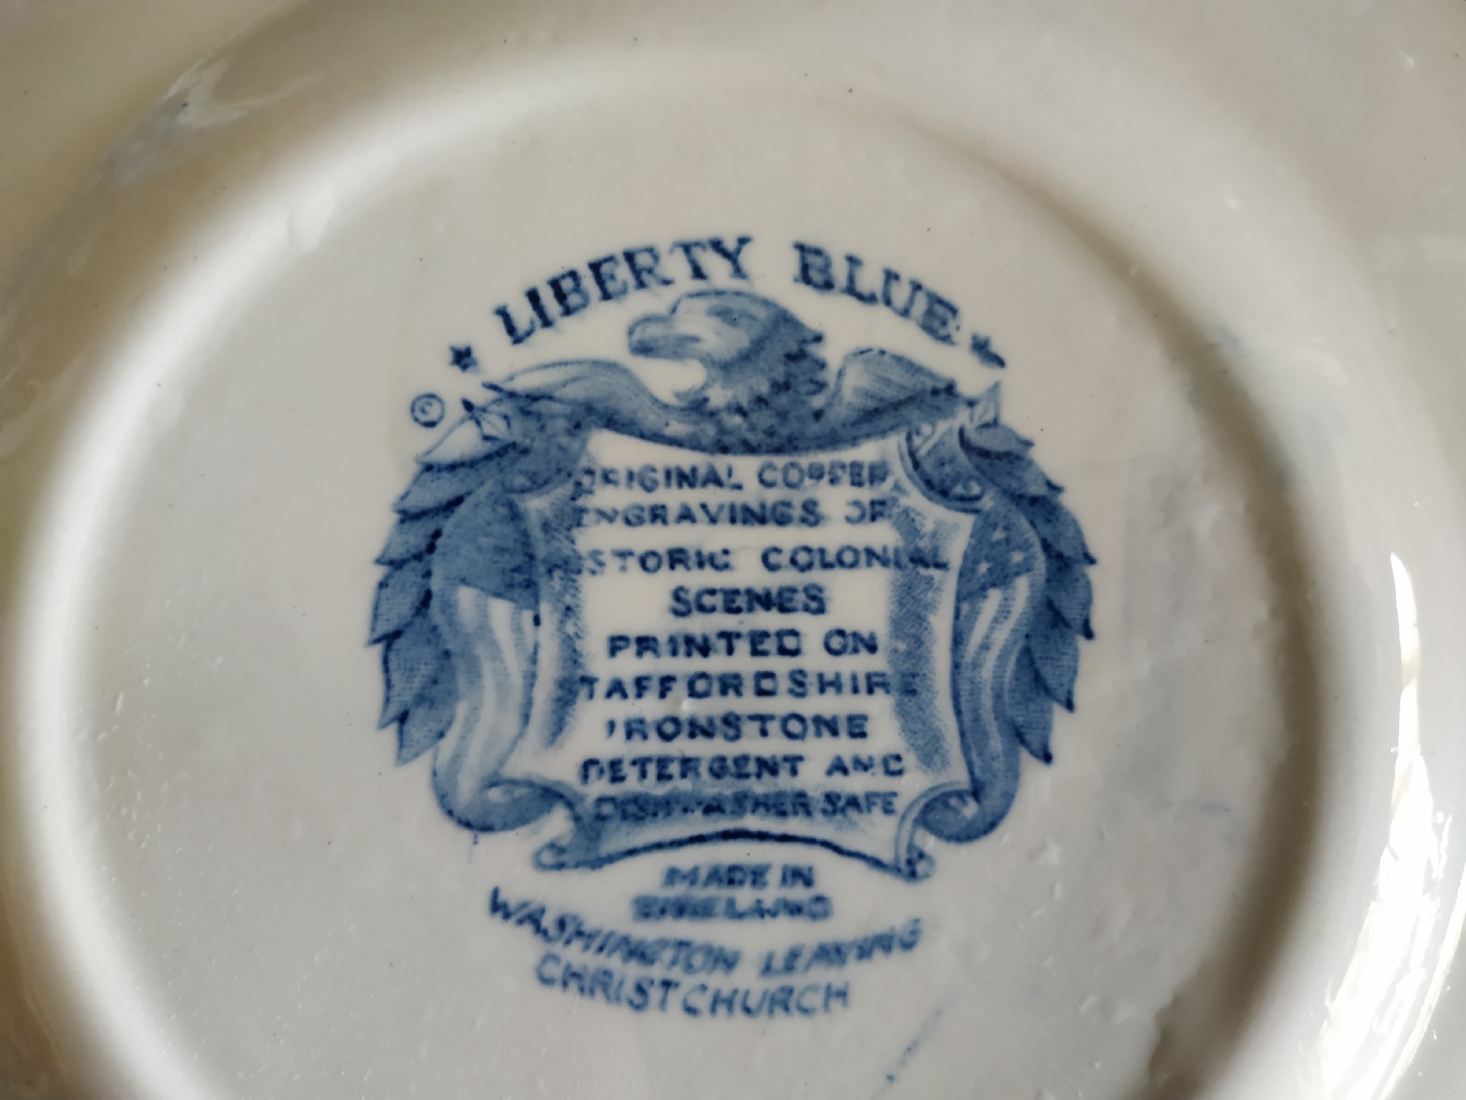 LIBERTY BLUE
©
ORIGINAL COPPER
ENGRAVINGS OF
HISTORIC COLONIAL
SCENES
PRINTED ON
STAFFORDSHIRE
IRONSTONE
DETERGENT AND
DISHWASHER SAFE
MADE IN
ENGLAND
WASHINGTON LEAVING
CHRISTCHURCH